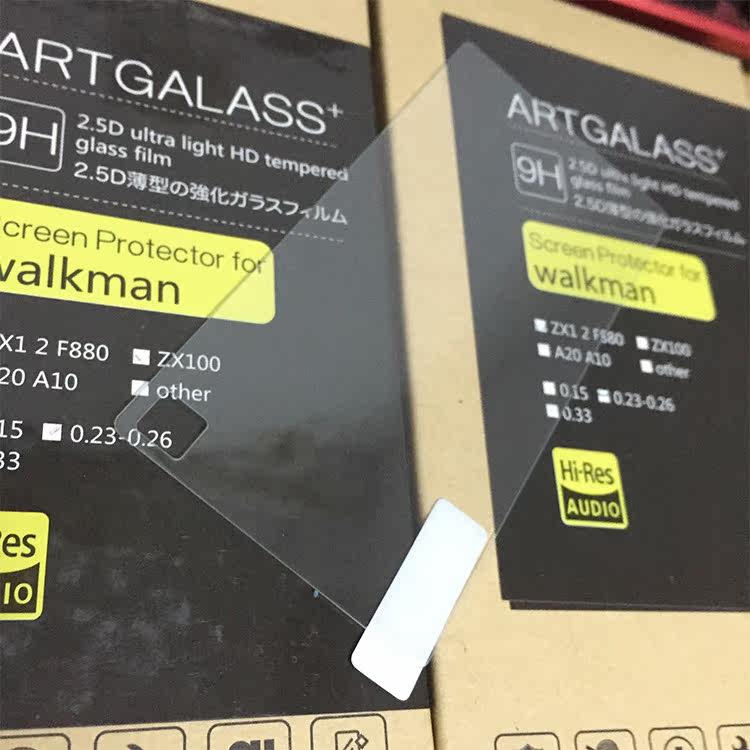 ARTGALASS+
9H
2.5D ultra light HD tempered
glass film
2.5D薄型の強化ガラスフィルム
Screen Protector for
walkman
X1 2 F880 ZX100
20 A10 other
15 0.23-0.26
33
Res
IO
ARTGALASS+
9H
2.5D ultra light HD tempered
glass film
2.5D薄型の強化ガラスフィルム
Screen Protector for
walkman
ZX1 2 F880 ZX100
A20 A10 other
0.15 0.23-0.26
0.33
Hi-Res
AUDIO